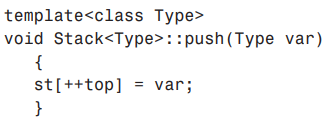 template<class Type>
void Stack<Type>::push(Type var)
{
st[++top] = var;
}